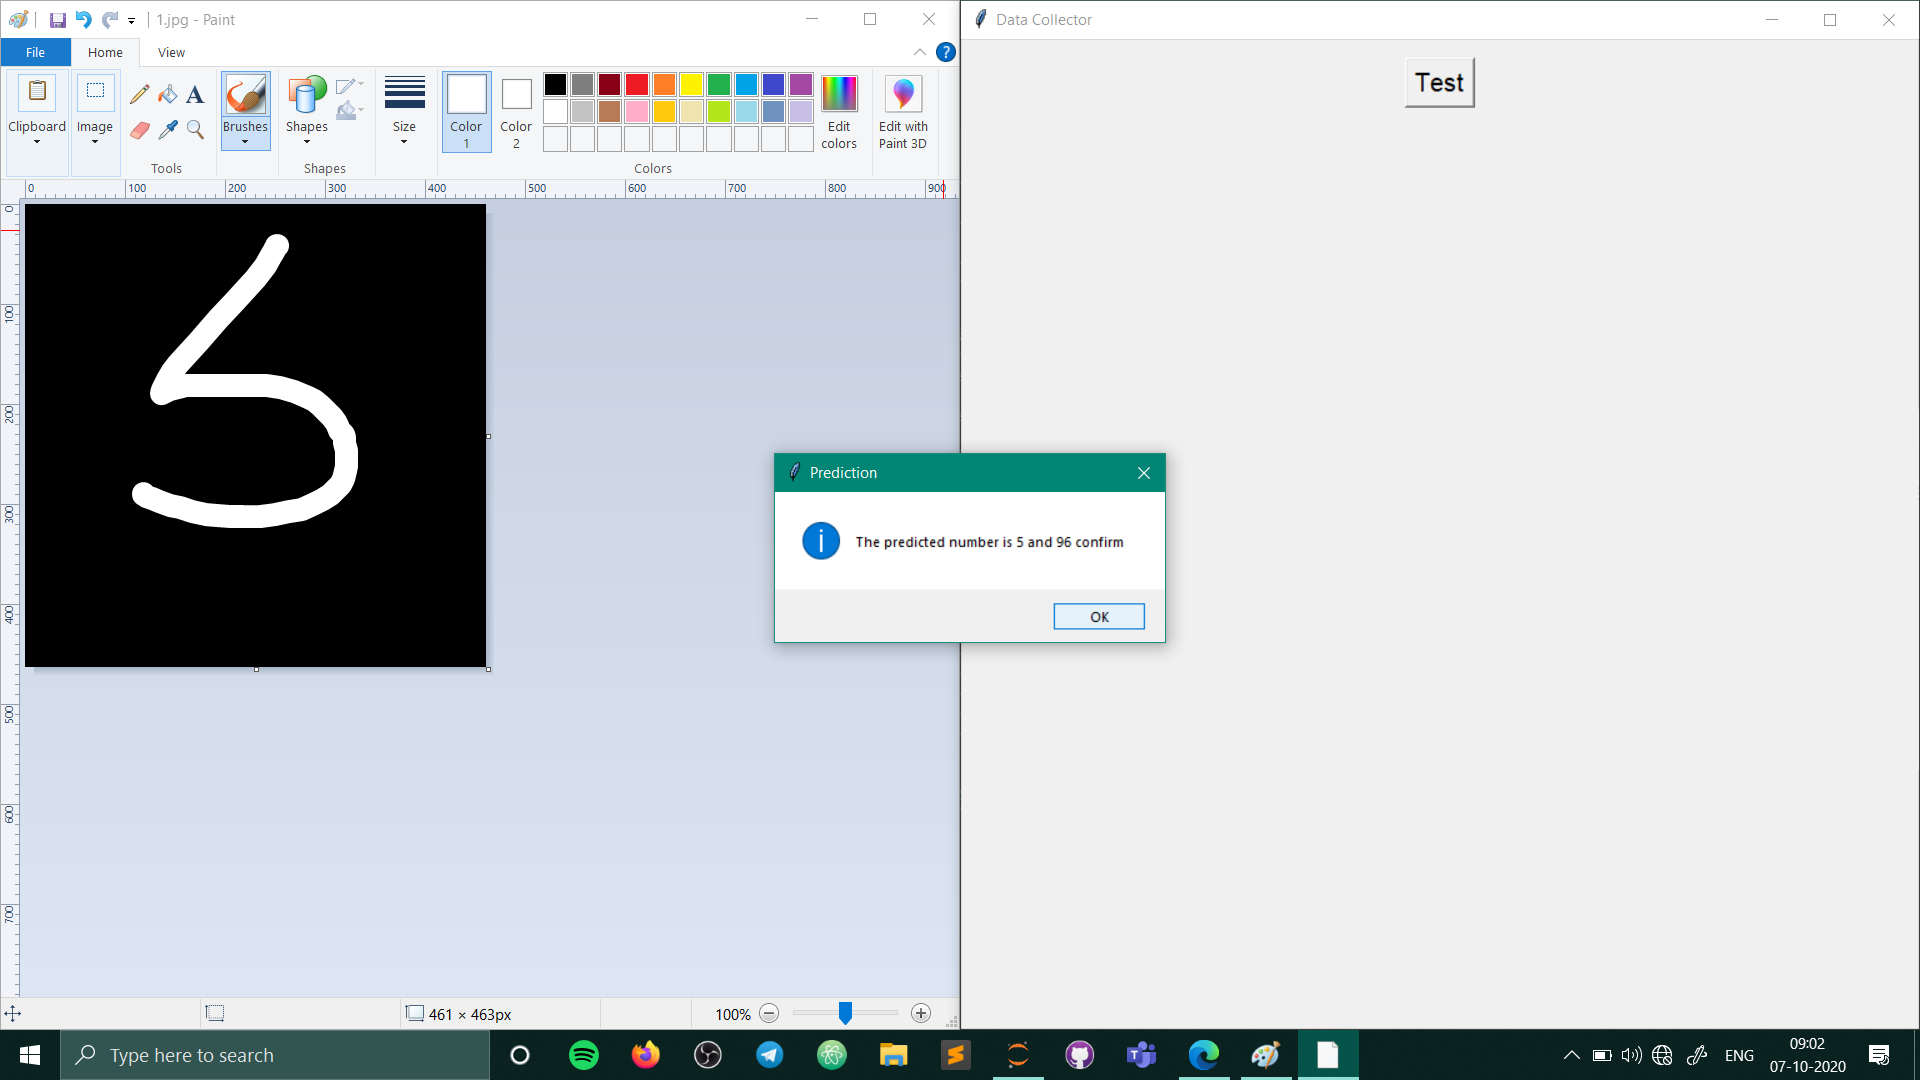 1.jpg - Paint
File Home View
Clipboard Image Tools Brushes Shapes Shapes Size Color 1 Color 2 Edit colors Colors Edit with Paint 3D
0 100 200 300 400 500 600 700 800 900
0
100
200
300
400
500
600
700
5
461 × 463px 100%
Data Collector
Test
Prediction
The predicted number is 5 and 96 confirm
OK
Type here to search
ENG
09:02
07-10-2020